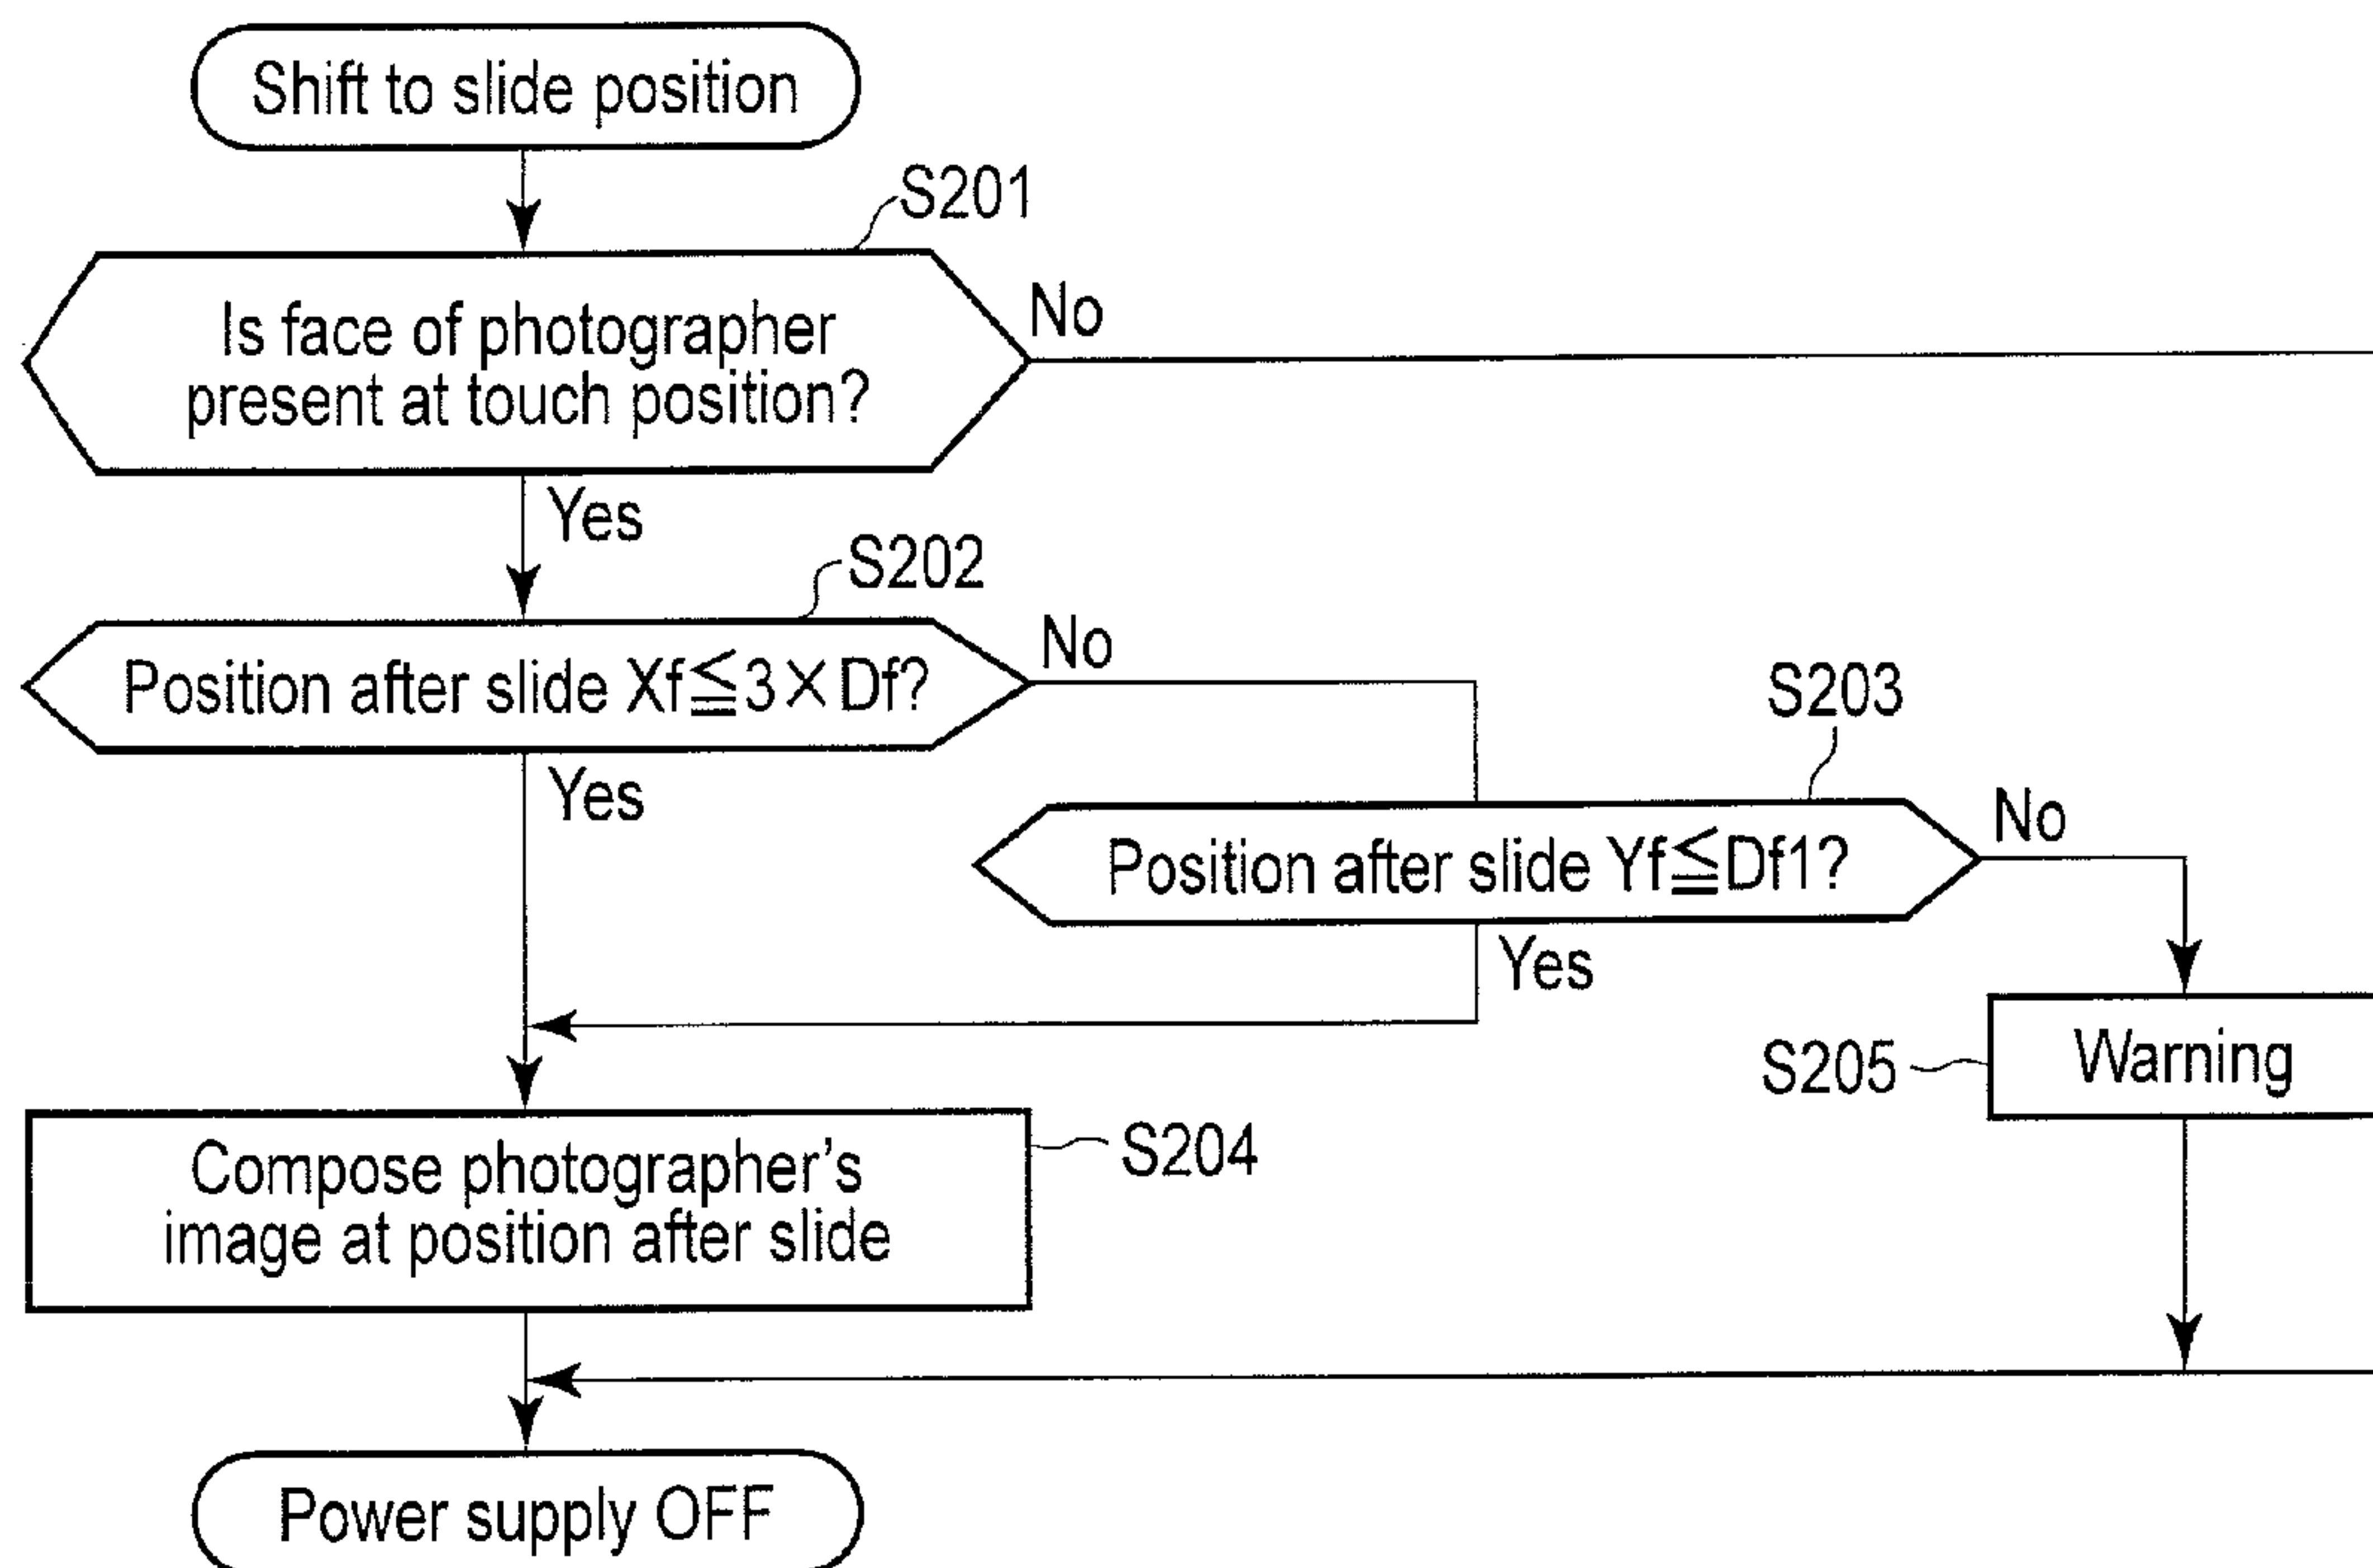 Shift to slide position
S201
Is face of photographer
present at touch position?
No
Yes
S202
Position after slide Xf≦3×Df?
No
Yes
S203
Position after slide Yf≦Df1?
No
Yes
Warning
S205
Compose photographer's
image at position after slide
S204
Power supply OFF